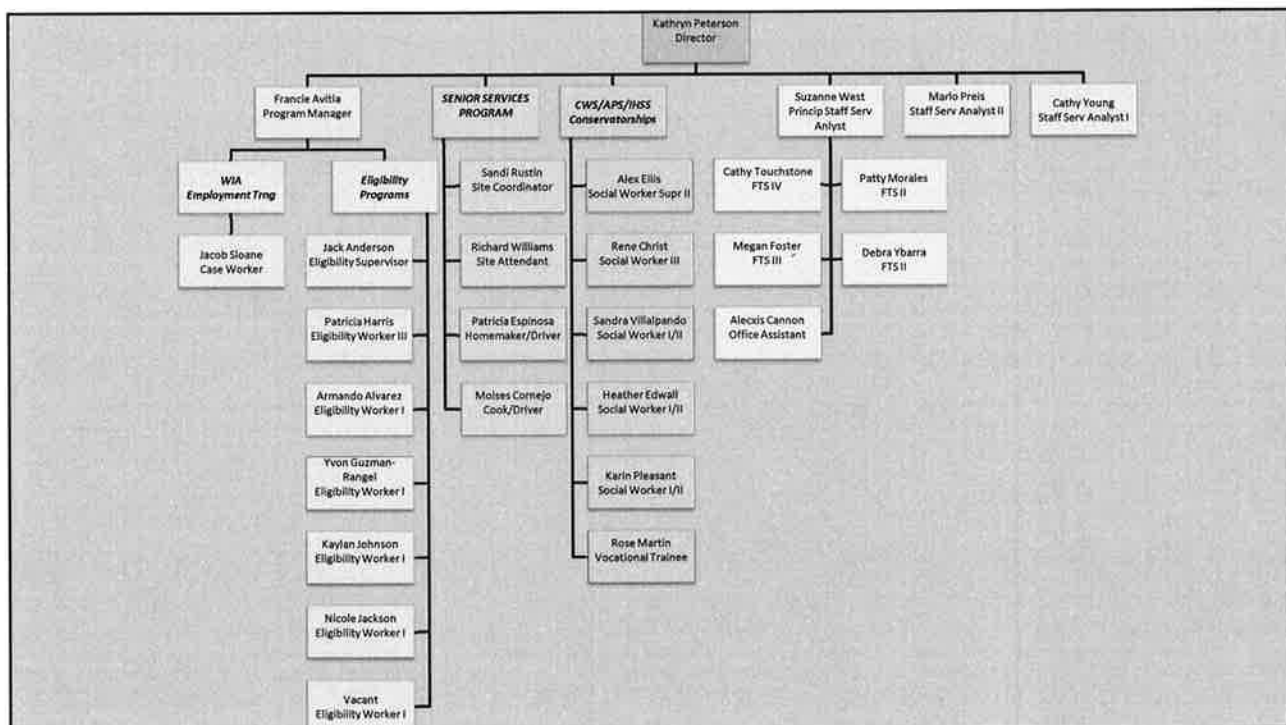 Kathryn Peterson
Director
Francie Avitia
Program Manager
SENIOR SERVICES
PROGRAM
CWS/APS/IHSS
Conservatorships
Suzanne West
Princip Staff Serv
Anlyst
Marlo Preis
Staff Serv Analyst II
Cathy Young
Staff Serv Analyst I
WIA
Employment Trng
Eligibility
Programs
Sandi Rustin
Site Coordinator
Alex Ellis
Social Worker Supr II
Cathy Touchstone
FTS IV
Patty Morales
FTS II
Jacob Sloane
Case Worker
Jack Anderson
Eligibility Supervisor
Richard Williams
Site Attendant
Rene Christ
Social Worker III
Megan Foster
FTS III
Debra Ybarra
FTS II
Patricia Harris
Eligibility Worker III
Patricia Espinosa
Homemaker/Driver
Sandra Villalpando
Social Worker I/II
Alecxis Cannon
Office Assistant
Armando Alvarez
Eligibility Worker I
Moises Cornejo
Cook/Driver
Heather Edwall
Social Worker I/II
Yvon Guzman-
Rangel
Eligibility Worker I
Karin Pleasant
Social Worker I/II
Kaylan Johnson
Eligibility Worker I
Rose Martin
Vocational Trainee
Nicole Jackson
Eligibility Worker I
Vacant
Eligibility Worker I